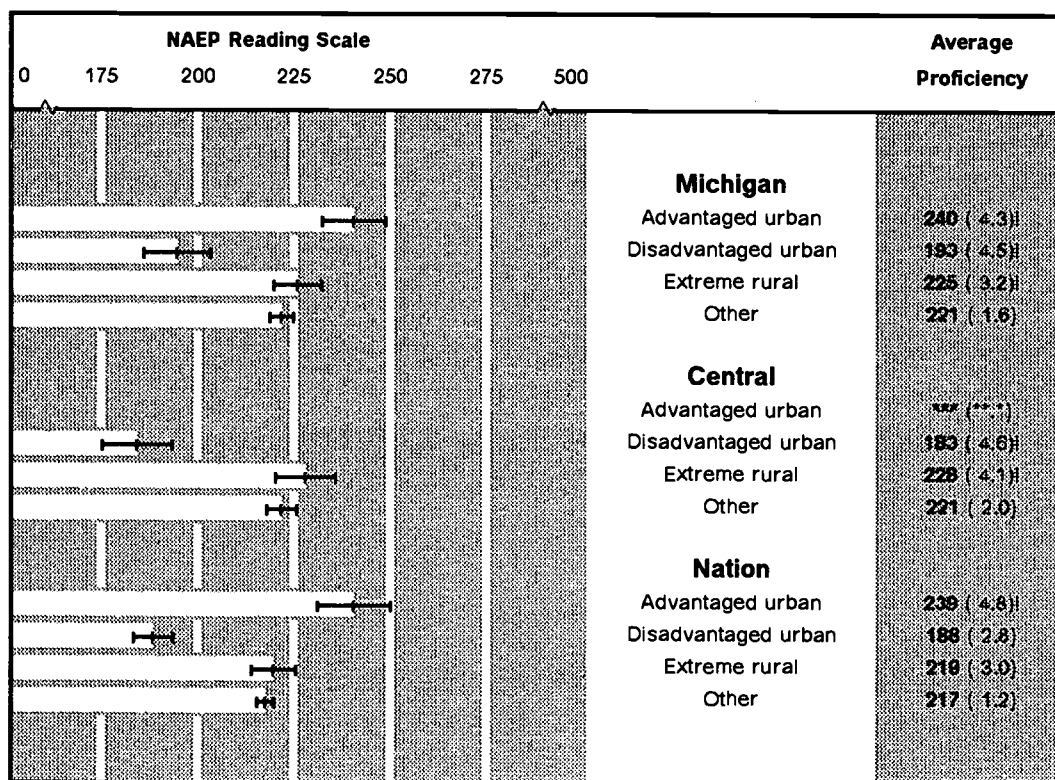 NAEP Reading Scale
Average
0 175 200 225 250 275 500
Proficiency
Michigan
Advantaged urban 240 ( 4.3)!
Disadvantaged urban 193 ( 4.5)!
Extreme rural 225 ( 3.2)!
Other 221 ( 1.6)
Central
Advantaged urban *** (**.*)
Disadvantaged urban 183 ( 4.6)!
Extreme rural 228 ( 4.1)!
Other 221 ( 2.0)
Nation
Advantaged urban 239 ( 4.8)!
Disadvantaged urban 188 ( 2.8)
Extreme rural 219 ( 3.0)
Other 217 ( 1.2)